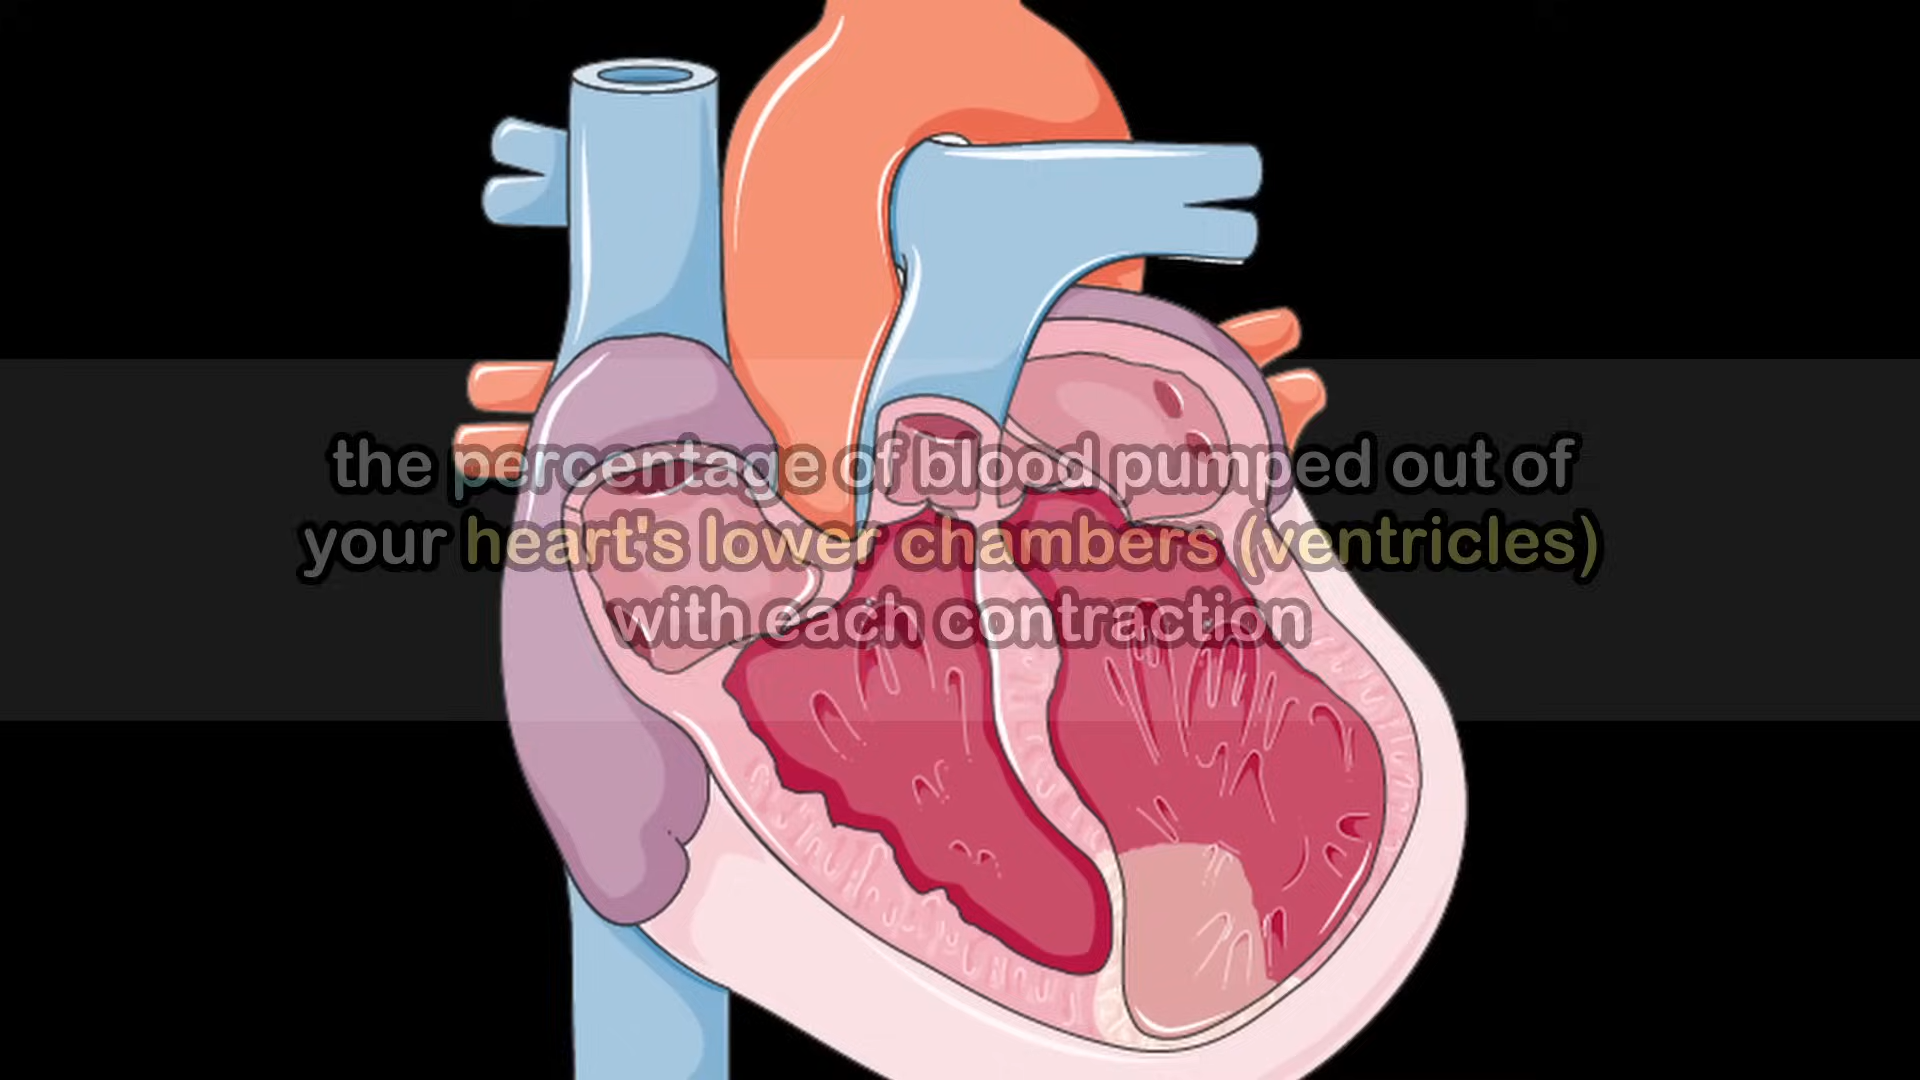 the percentage of blood pumped out of
your heart's lower chambers (ventricles)
with each contraction